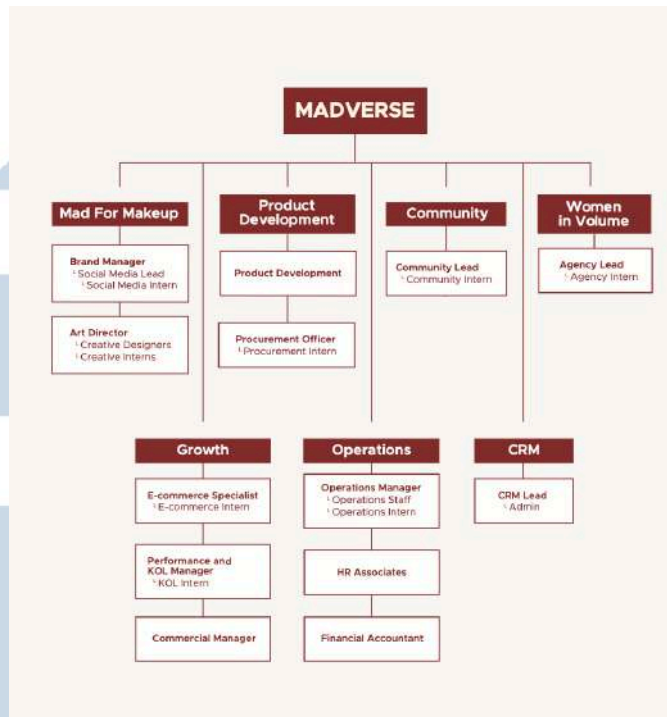 MADVERSE
Mad For Makeup
Brand Manager
└ Social Media Lead
└ Social Media Intern
Art Director
└ Creative Designers
└ Creative Interns
Product
Development
Product Development
Procurement Officer
└ Procurement Intern
Community
Community Lead
└ Community Intern
Women
in Volume
Agency Lead
└ Agency Intern
Growth
E-commerce Specialist
└ E-commerce Intern
Performance and
KOL Manager
└ KOL Intern
Commercial Manager
Operations
Operations Manager
└ Operations Staff
└ Operations Intern
HR Associates
Financial Accountant
CRM
CRM Lead
└ Admin